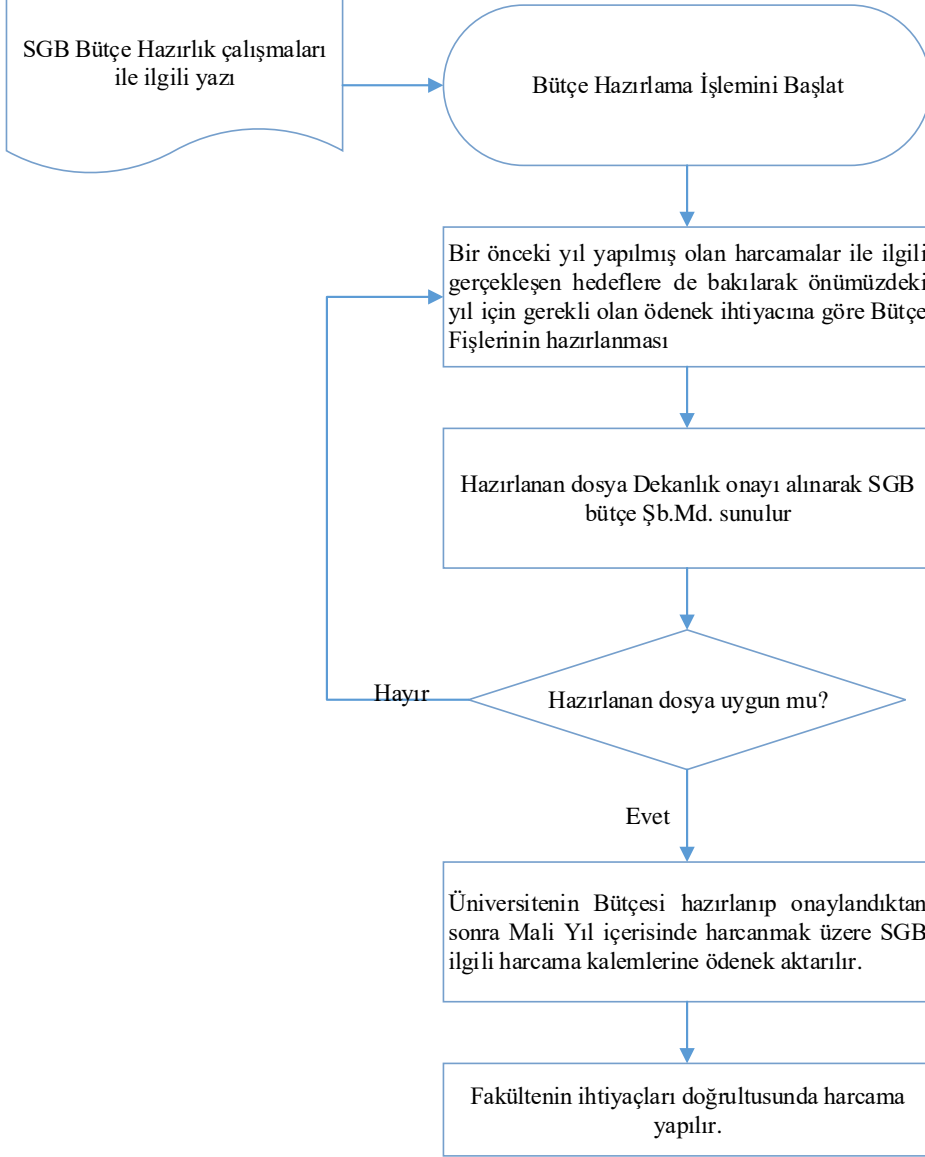 SGB Bütçe Hazırlık çalışmaları
ile ilgili yazı
Bütçe Hazırlama İşlemini Başlat
Bir önceki yıl yapılmış olan harcamalar ile ilgili
gerçekleşen hedeflere de bakılarak önümüzdeki
yıl için gerekli olan ödenek ihtiyacına göre Bütçe
Fişlerinin hazırlanması
Hazırlanan dosya Dekanlık onayı alınarak SGB
bütçe Şb.Md. sunulur
Hazırlanan dosya uygun mu?
Hayır
Evet
Üniversitenin Bütçesi hazırlanıp onaylandıktan
sonra Mali Yıl içerisinde harcanmak üzere SGB
ilgili harcama kalemlerine ödenek aktarılır.
Fakültenin ihtiyaçları doğrultusunda harcama
yapılır.